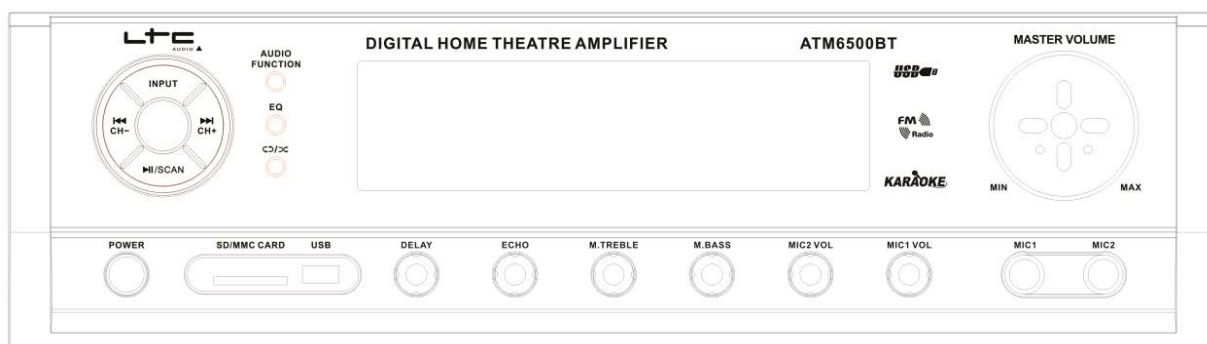 LTC
AUDIO
DIGITAL HOME THEATRE AMPLIFIER
ATM6500BT
MASTER VOLUME
AUDIO
FUNCTION
INPUT
EQ
CH−
CH+
/SCAN
USB
FM
Radio
KARAOKE
MIN
MAX
POWER
SD/MMC CARD
USB
DELAY
ECHO
M.TREBLE
M.BASS
MIC2 VOL
MIC1 VOL
MIC1
MIC2